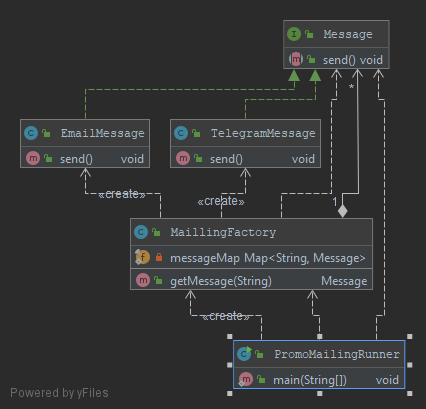 Message
send() void
*
EmailMessage
send() void
TelegramMessage
send() void
«create»
«create»
1
MaillingFactory
messageMap Map<String, Message>
getMessage(String) Message
«create»
PromoMailingRunner
main(String[]) void
Powered by yFiles